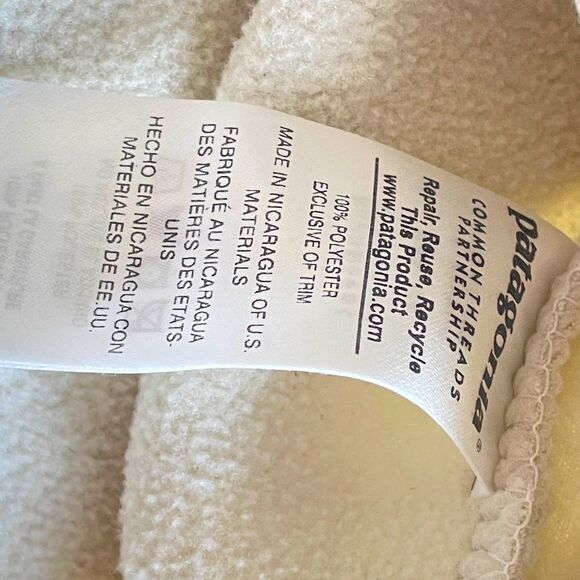 patagonia®
COMMON THREADS
PARTNERSHIP
Repair, Reuse, Recycle
This Product
www.patagonia.com
100% POLYESTER
EXCLUSIVE OF TRIM
MADE IN NICARAGUA OF U.S.
MATERIALS
FABRIQUÉ AU NICARAGUA
DES MATIÈRES DES ETATS-
UNIS
HECHO EN NICARAGUA CON
MATERIALES DE EE.UU.